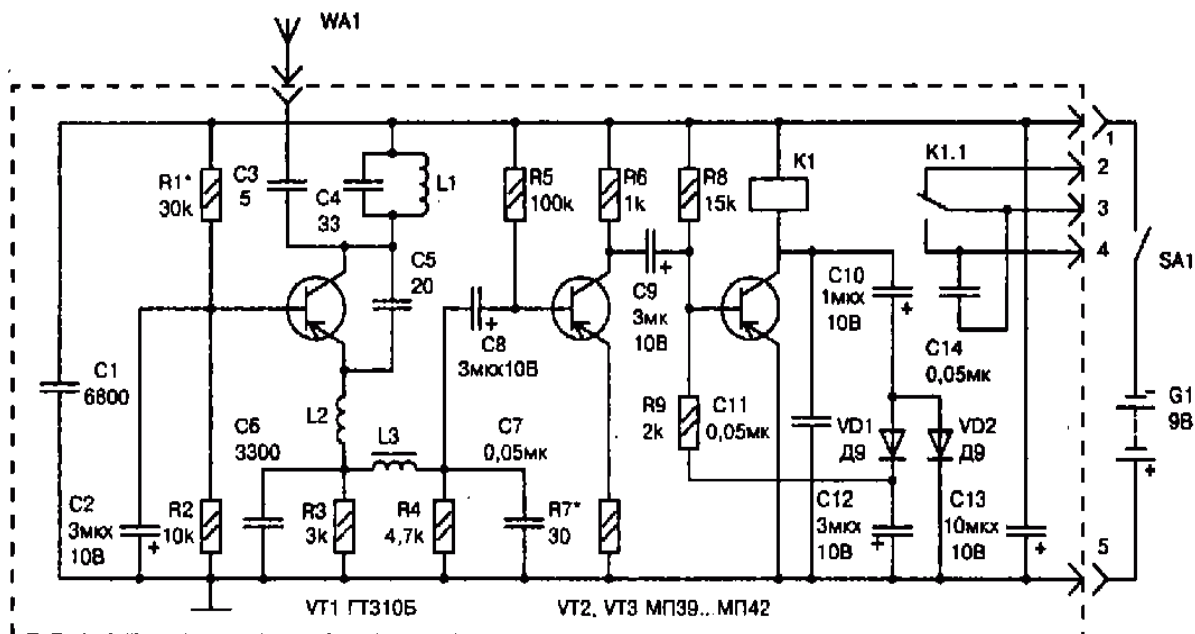 WA1
1
K1.1
2
3
4
5
SA1
G1
9В
R1*
30k
C3
5
C4
33
L1
R5
100k
R6
1k
R8
15k
K1
C5
20
C8
3мкх10В
C9
3мк
10В
C10
1мкх
10В
C14
0,05мк
C1
6800
L2
L3
C6
3300
C7
0,05мк
R9
2k
C11
0,05мк
VD1
Д9
VD2
Д9
C2
3мкх
10В
R2
10k
R3
3k
R4
4,7k
R7*
30
C12
3мкх
10В
C13
10мкх
10В
VT1 ГТ310Б
VT2, VT3 МП39...МП42